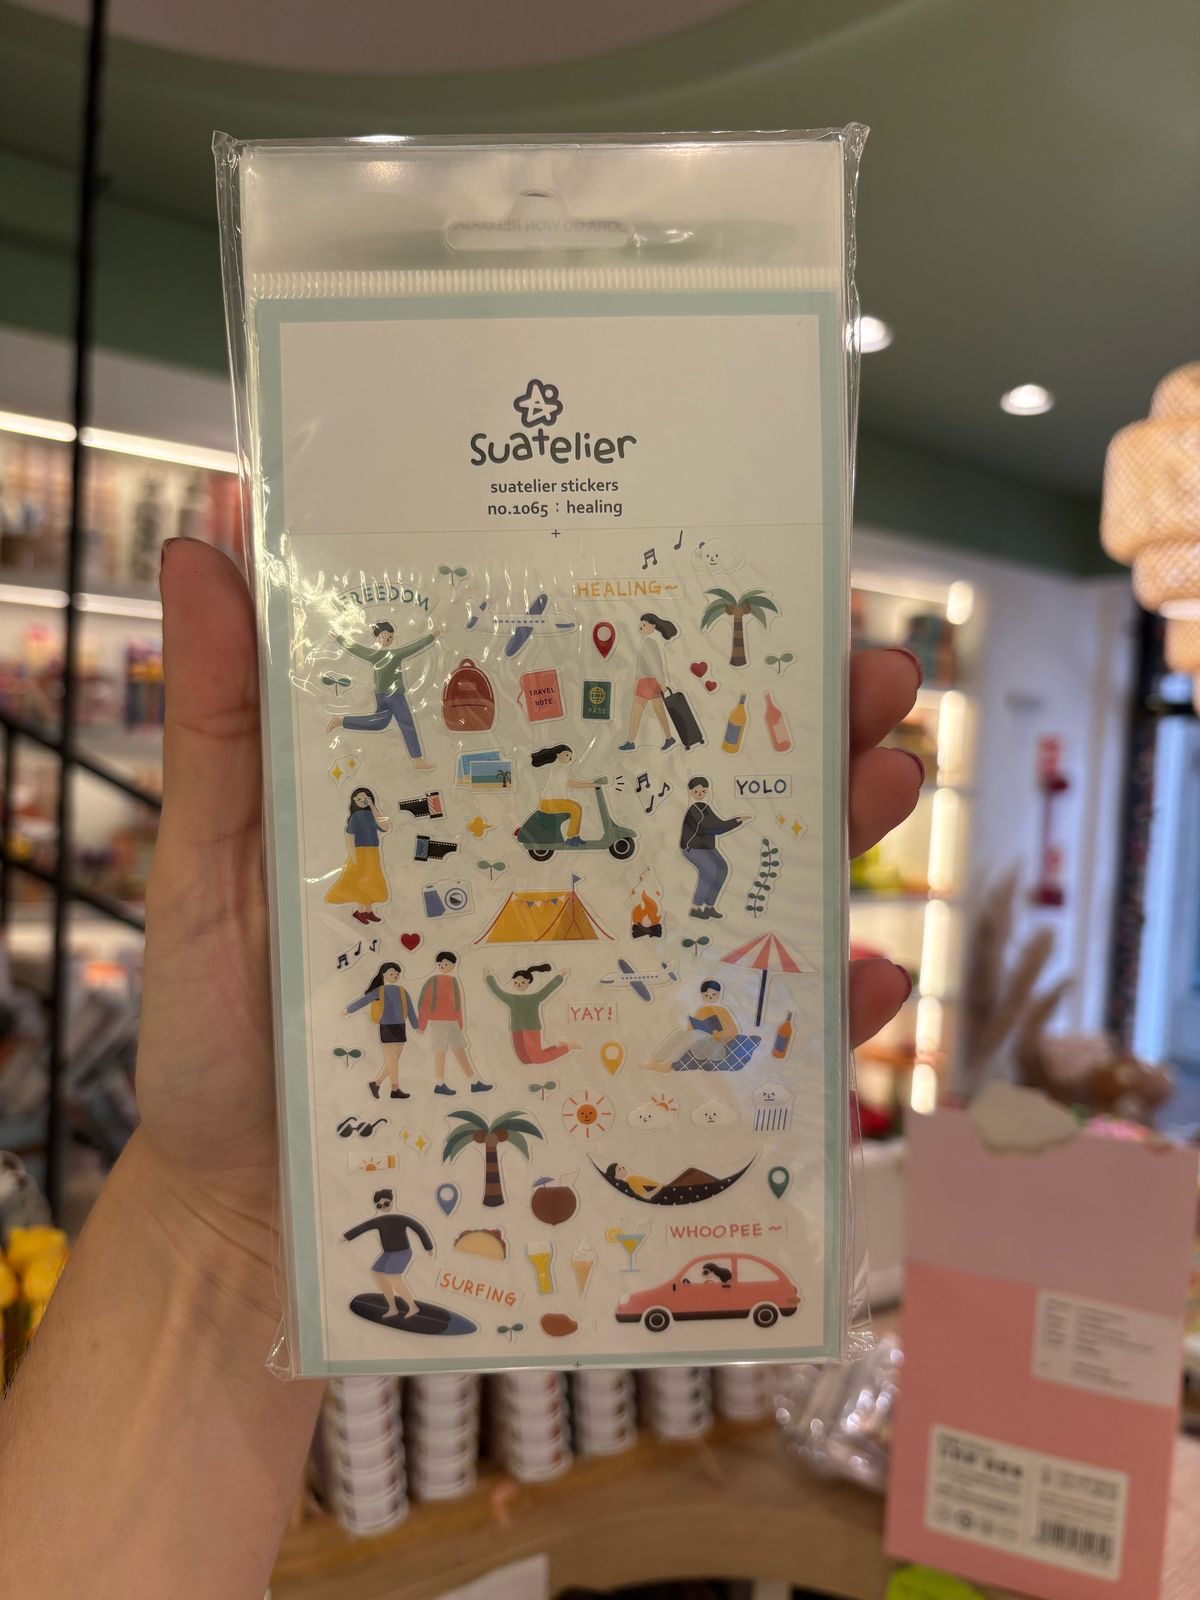 suatelier
suatelier stickers
no.1065 : healing
FREEDOM
HEALING~
TRAVEL
NOTE
PASS
YOLO
YAY!
WHOOPEE~
SURFING